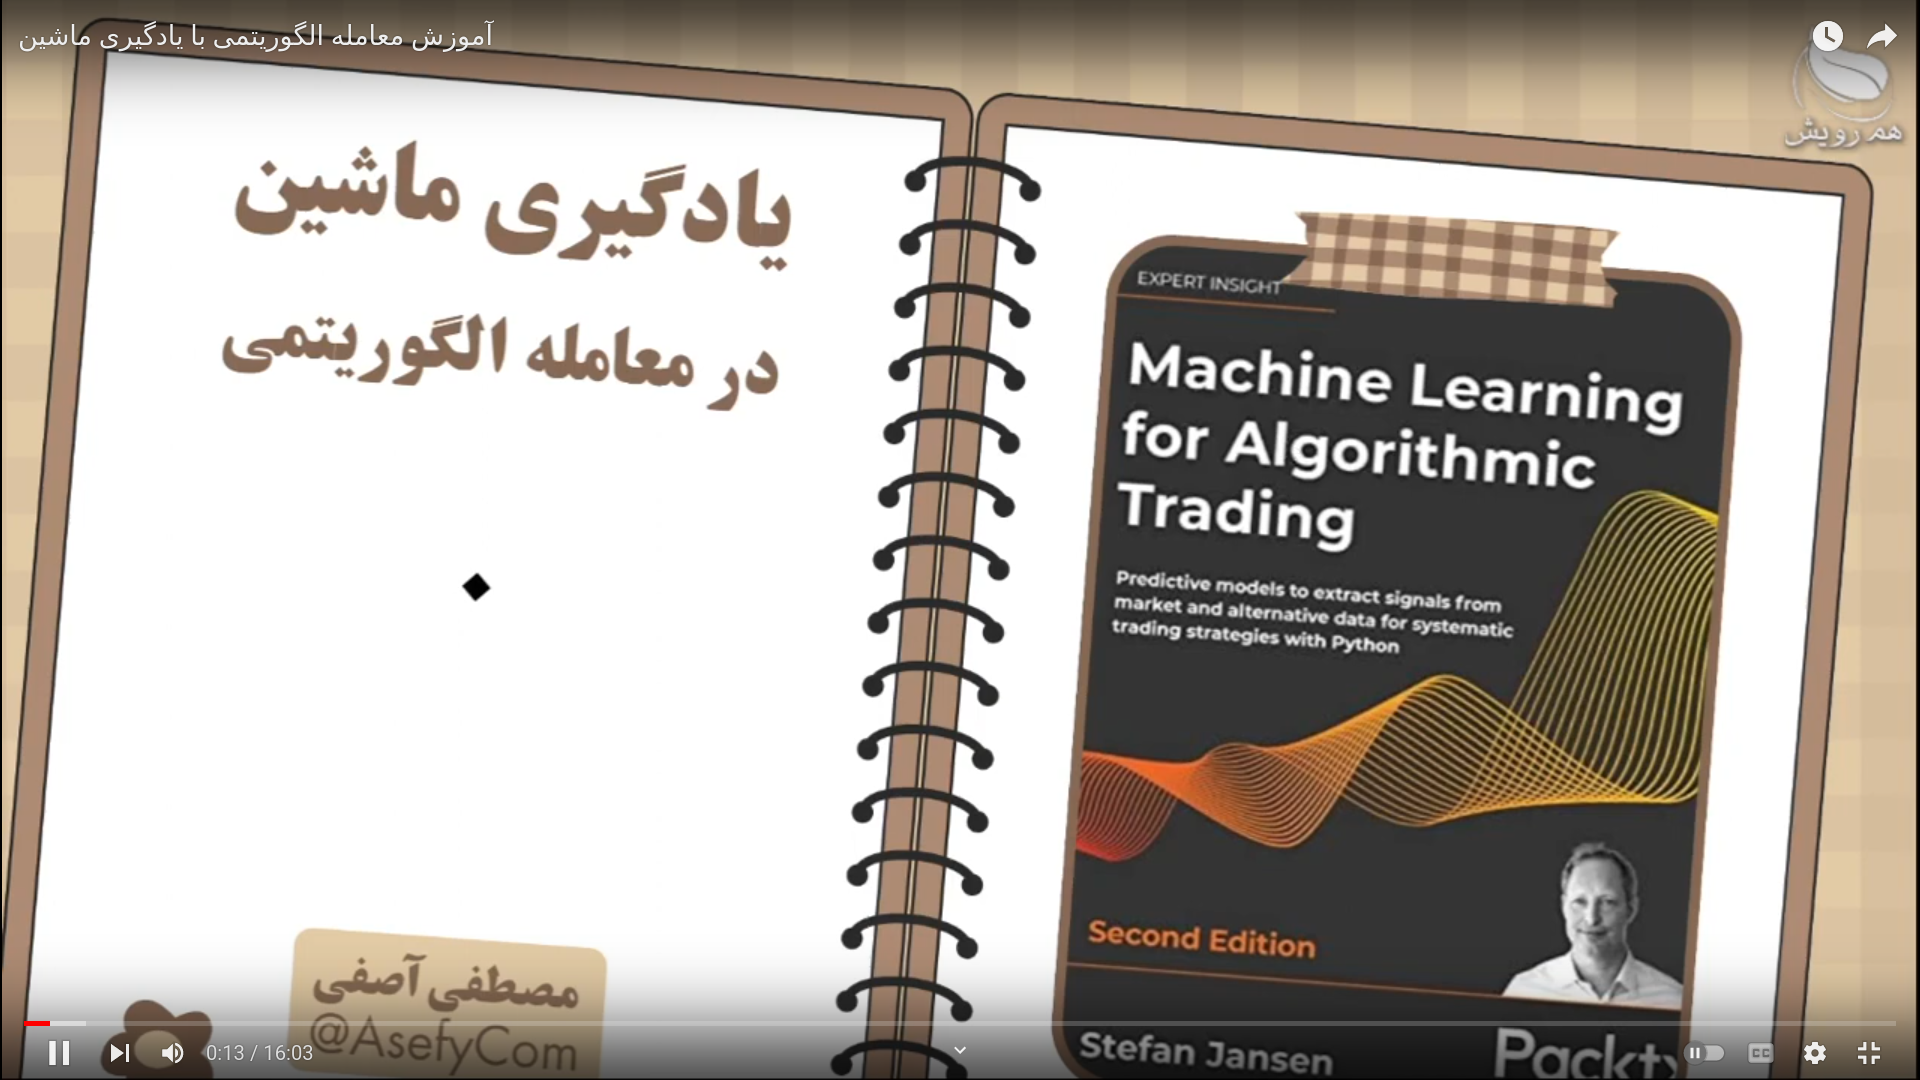 آموزش معامله الگوریتمی با یادگیری ماشین
هم رویش
یادگیری ماشین
در معامله الگوریتمی
مصطفی آصفی
@AsefyCom
EXPERT INSIGHT
Machine Learning
for Algorithmic
Trading
Predictive models to extract signals from
market and alternative data for systematic
trading strategies with Python
Second Edition
Stefan Jansen
Packt>
0:13 / 16:03
CC